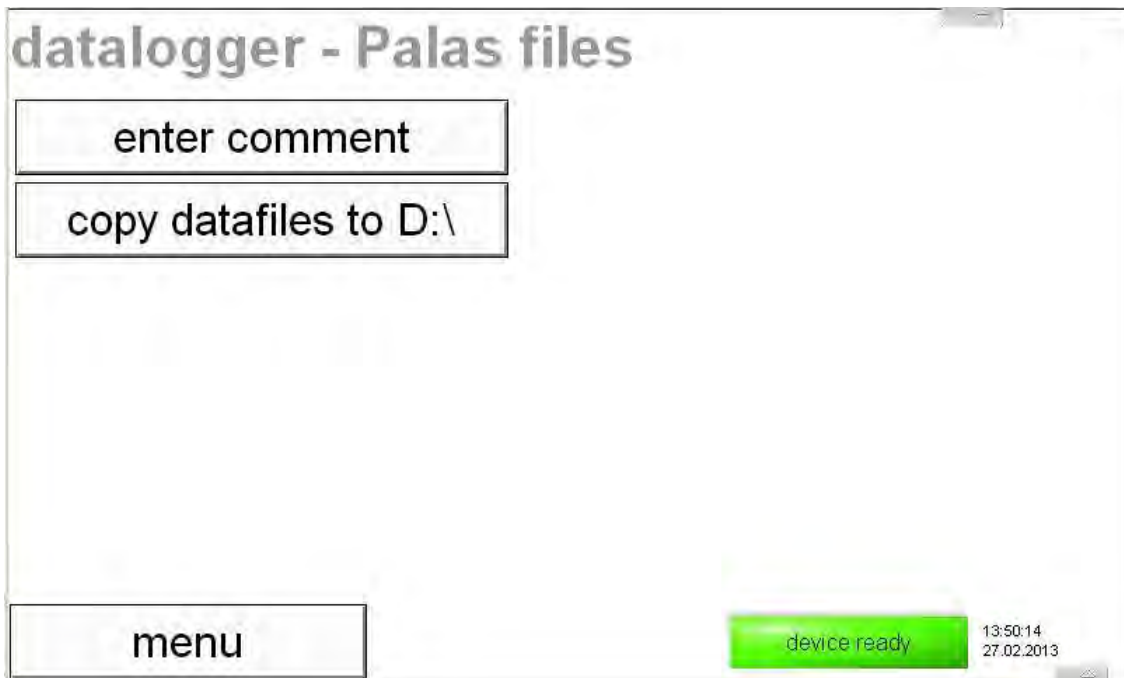 datalogger - Palas files
enter comment
copy datafiles to D:\
menu
device ready
13:50:14
27.02.2013